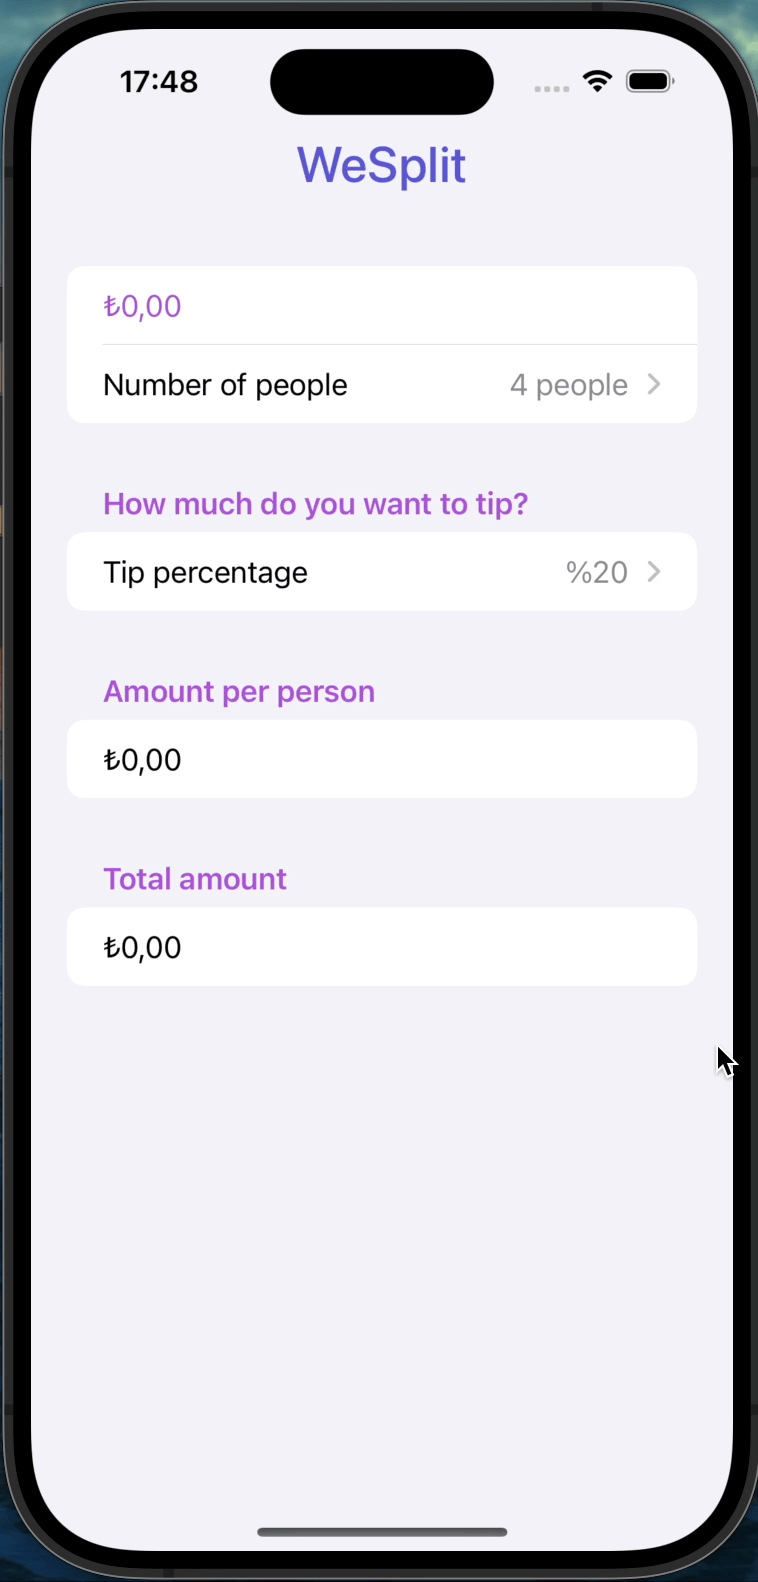 17:48
WeSplit
₺0,00
Number of people 4 people
How much do you want to tip?
Tip percentage %20
Amount per person
₺0,00
Total amount
₺0,00